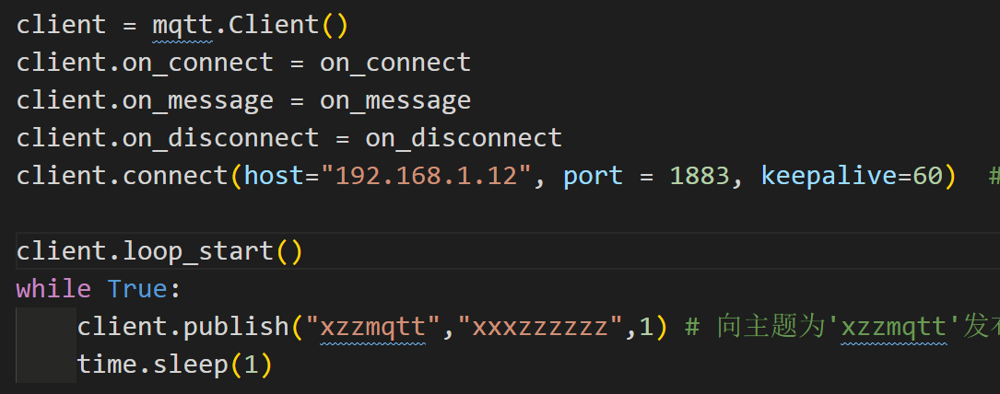 client = mqtt.Client()
client.on_connect = on_connect
client.on_message = on_message
client.on_disconnect = on_disconnect
client.connect(host="192.168.1.12", port = 1883, keepalive=60)  #
client.loop_start()
while True:
    client.publish("xzzmqtt","xxxzzzzzz",1) # 向主题为'xzzmqtt'发
    time.sleep(1)